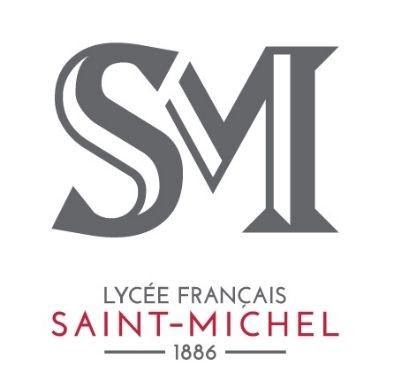 SM
LYCÉE FRANÇAIS
SAINT-MICHEL
1886